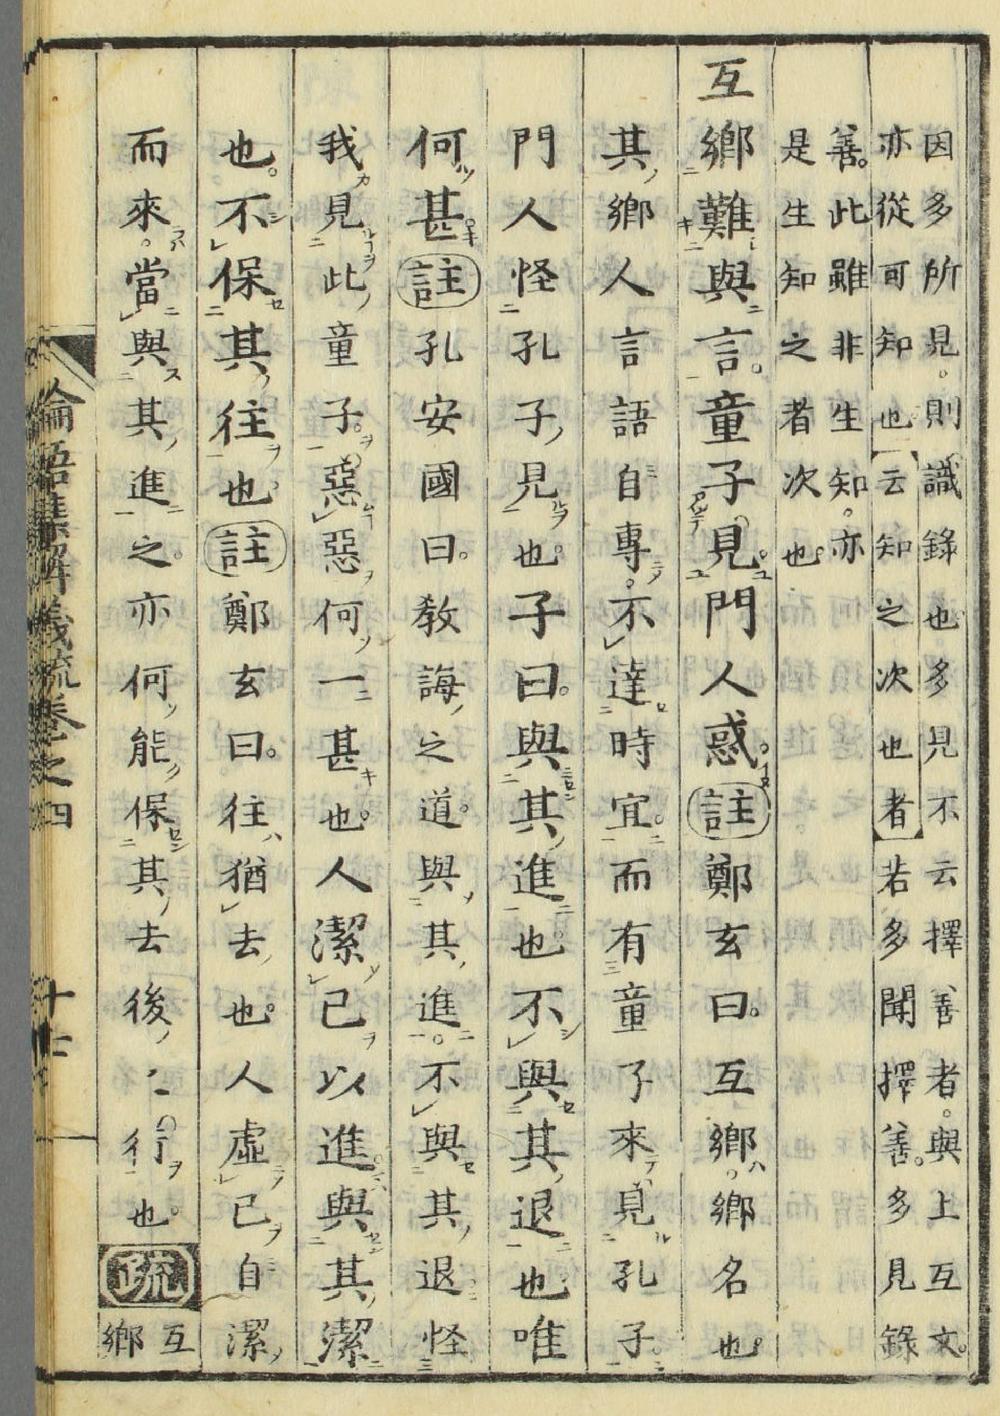 因多所見則識錄也多見不云擇善者與上互文
亦從可知也云知之次也者若多聞擇善多見錄
善此雖非生知亦
是生知之者次也
互鄉難與言童子見門人惑註鄭玄曰互鄉鄉名也
其鄉人言語自專不達時宜而有童子來見孔子
門人怪孔子見也子曰與其進也不與其退也唯
何甚註孔安國曰教誨之道與其進不與其退怪
我見此童子惡惡何一甚也人潔己以進與其潔
也不保其往也註鄭玄曰往猶去也人虛己自潔
而來當與其進之亦何能保其去後〻行也疏互
鄉
論語集解義疏卷之四
十七